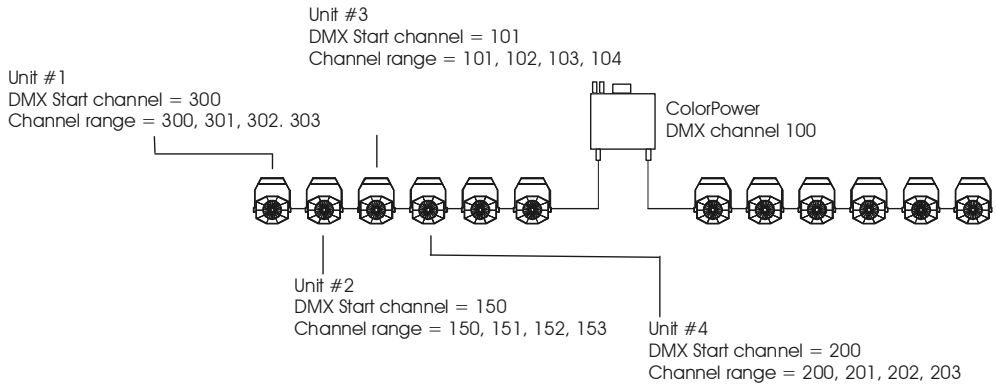 Unit #3
DMX Start channel = 101
Channel range = 101, 102, 103, 104
Unit #1
DMX Start channel = 300
Channel range = 300, 301, 302. 303
ColorPower
DMX channel 100
Unit #2
DMX Start channel = 150
Channel range = 150, 151, 152, 153
Unit #4
DMX Start channel = 200
Channel range = 200, 201, 202, 203